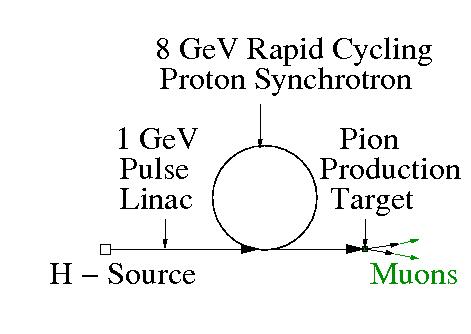 8 GeV Rapid Cycling
Proton Synchrotron
1 GeV
Pulse
Linac
Pion
Production
Target
H − Source
Muons